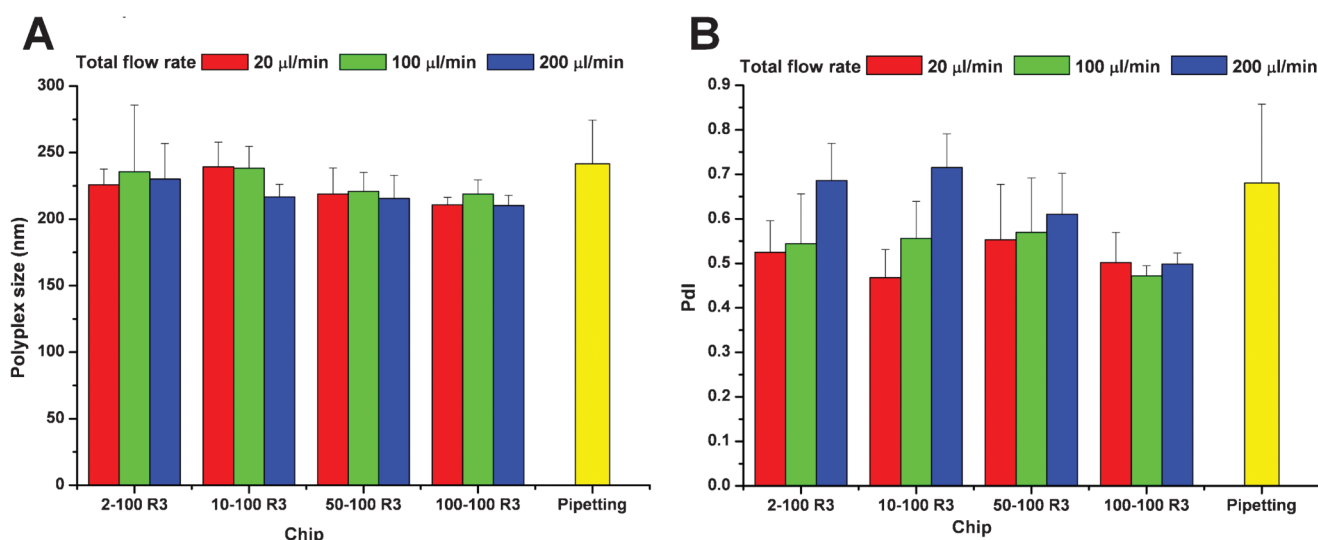 A
Total flow rate 20 µl/min 100 µl/min 200 µl/min
300
250
200
150
100
50
0
Polyplex size (nm)
2-100 R3 10-100 R3 50-100 R3 100-100 R3 Pipetting
Chip
B
Total flow rate 20 µl/min 100 µl/min 200 µl/min
0.9
0.8
0.7
0.6
0.5
0.4
0.3
0.2
0.1
0.0
PdI
2-100 R3 10-100 R3 50-100 R3 100-100 R3 Pipetting
Chip